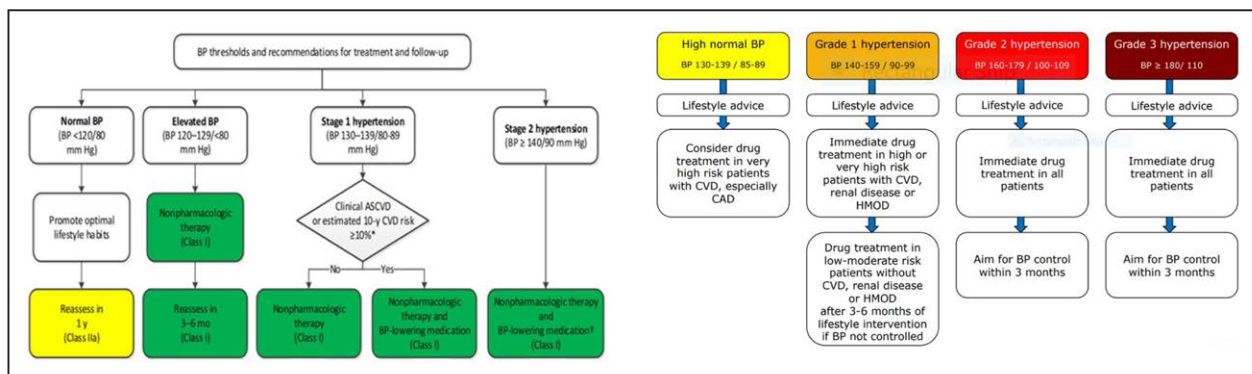 BP thresholds and recommendations for treatment and follow-up
Normal BP
(BP <120/80
mm Hg)
Elevated BP
(BP 120–129/<80
mm Hg)
Stage 1 hypertension
(BP 130–139/80-89
mm Hg)
Stage 2 hypertension
(BP ≥ 140/90 mm Hg)
Promote optimal
lifestyle habits
Nonpharmacologic
therapy
(Class I)
Clinical ASCVD
or estimated 10-y CVD risk
≥10%*
No
Yes
Reassess in
1 y
(Class IIa)
Reassess in
3–6 mo
(Class I)
Nonpharmacologic
therapy
(Class I)
Nonpharmacologic
therapy and
BP-lowering medication
(Class I)
Nonpharmacologic therapy
and
BP-lowering medication†
(Class I)
High normal BP
BP 130-139 / 85-89
Lifestyle advice
Consider drug
treatment in very
high risk patients
with CVD, especially
CAD
Grade 1 hypertension
BP 140-159 / 90-99
Lifestyle advice
Immediate drug
treatment in high or
very high risk
patients with CVD,
renal disease or
HMOD
Drug treatment in
low-moderate risk
patients without
CVD, renal disease
or HMOD
after 3-6 months of
lifestyle intervention
if BP not controlled
Grade 2 hypertension
BP 160-179 / 100-109
Lifestyle advice
Immediate drug
treatment in all
patients
Aim for BP control
within 3 months
Grade 3 hypertension
BP ≥ 180/ 110
Lifestyle advice
Immediate drug
treatment in all
patients
Aim for BP control
within 3 months